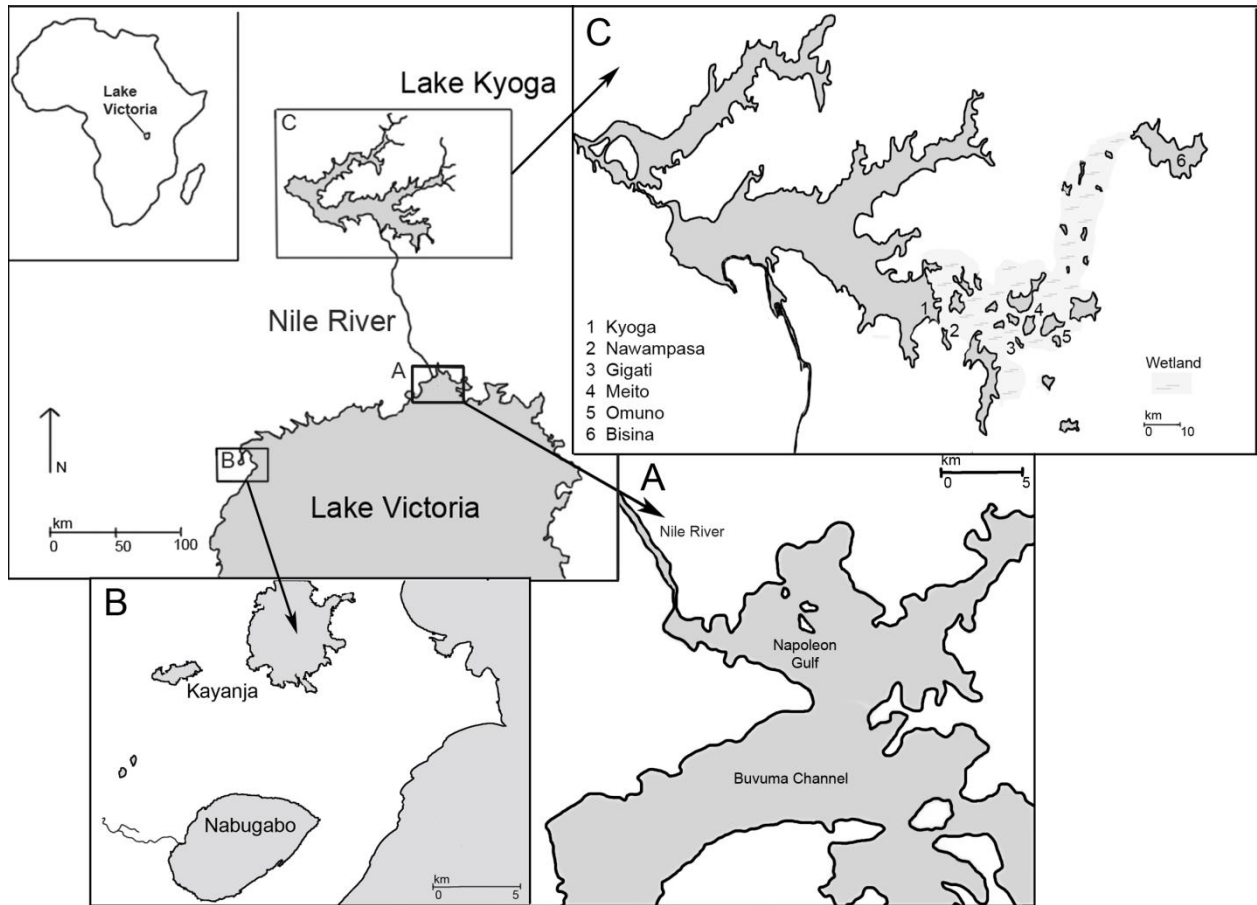 Lake
Victoria
Lake Kyoga
C
Nile River
A
B
N
km
0 50 100
Lake Victoria
C
1
2
3
4
5
6
1 Kyoga
2 Nawampasa
3 Gigati
4 Meito
5 Omuno
6 Bisina
Wetland
km
0 10
B
Kayanja
Nabugabo
km
0 5
A
km
0 5
Nile River
Napoleon
Gulf
Buvuma Channel